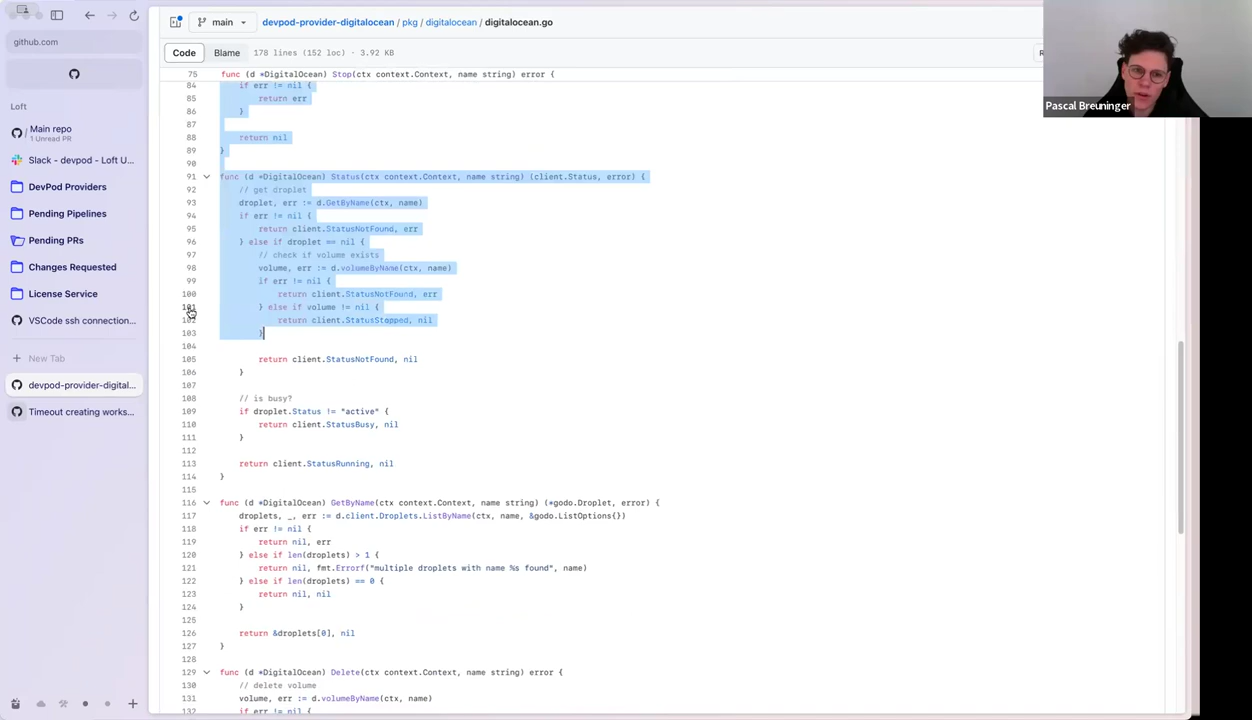 github.com
Loft
Main repo
1 Unread PR
Slack - devpod - Loft U...
DevPod Providers
Pending Pipelines
Pending PRs
Changes Requested
License Service
VSCode ssh connection...
New Tab
devpod-provider-digital...
Timeout creating works...
main
devpod-provider-digitalocean / pkg / digitalocean / digitalocean.go
Code
Blame
178 lines (152 loc) · 3.92 KB
Pascal Breuninger
75 func (d *DigitalOcean) Stop(ctx context.Context, name string) error {
84 if err != nil {
85 return err
86 }
87
88 return nil
89 }
90
91 func (d *DigitalOcean) Status(ctx context.Context, name string) (client.Status, error) {
92 // get droplet
93 droplet, err := d.GetByName(ctx, name)
94 if err != nil {
95 return client.StatusNotFound, err
96 } else if droplet == nil {
97 // check if volume exists
98 volume, err := d.volumeByName(ctx, name)
99 if err != nil {
100 return client.StatusNotFound, err
101 } else if volume != nil {
102 return client.StatusStopped, nil
103 }
104
105 return client.StatusNotFound, nil
106 }
107
108 // is busy?
109 if droplet.Status != "active" {
110 return client.StatusBusy, nil
111 }
112
113 return client.StatusRunning, nil
114 }
115
116 func (d *DigitalOcean) GetByName(ctx context.Context, name string) (*godo.Droplet, error) {
117 droplets, _, err := d.client.Droplets.ListByName(ctx, name, &godo.ListOptions{})
118 if err != nil {
119 return nil, err
120 } else if len(droplets) > 1 {
121 return nil, fmt.Errorf("multiple droplets with name %s found", name)
122 } else if len(droplets) == 0 {
123 return nil, nil
124 }
125
126 return &droplets[0], nil
127 }
128
129 func (d *DigitalOcean) Delete(ctx context.Context, name string) error {
130 // delete volume
131 volume, err := d.volumeByName(ctx, name)
132 if err != nil {